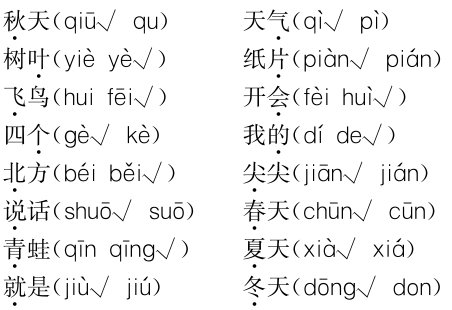 秋天(qiū√ qu) 天气(qì√ pì)
树叶(yiè yè√) 纸片(piàn√ pián)
飞鸟(hui fēi√) 开会(fèi huì√)
四个(gè√ kè) 我的(dí de√)
北方(béi běi√) 尖尖(jiān√ jián)
说话(shuō√ suō) 春天(chūn√ cūn)
青蛙(qīn qīng√) 夏天(xià√ xiá)
就是(jiù√ jiú) 冬天(dōng√ don)